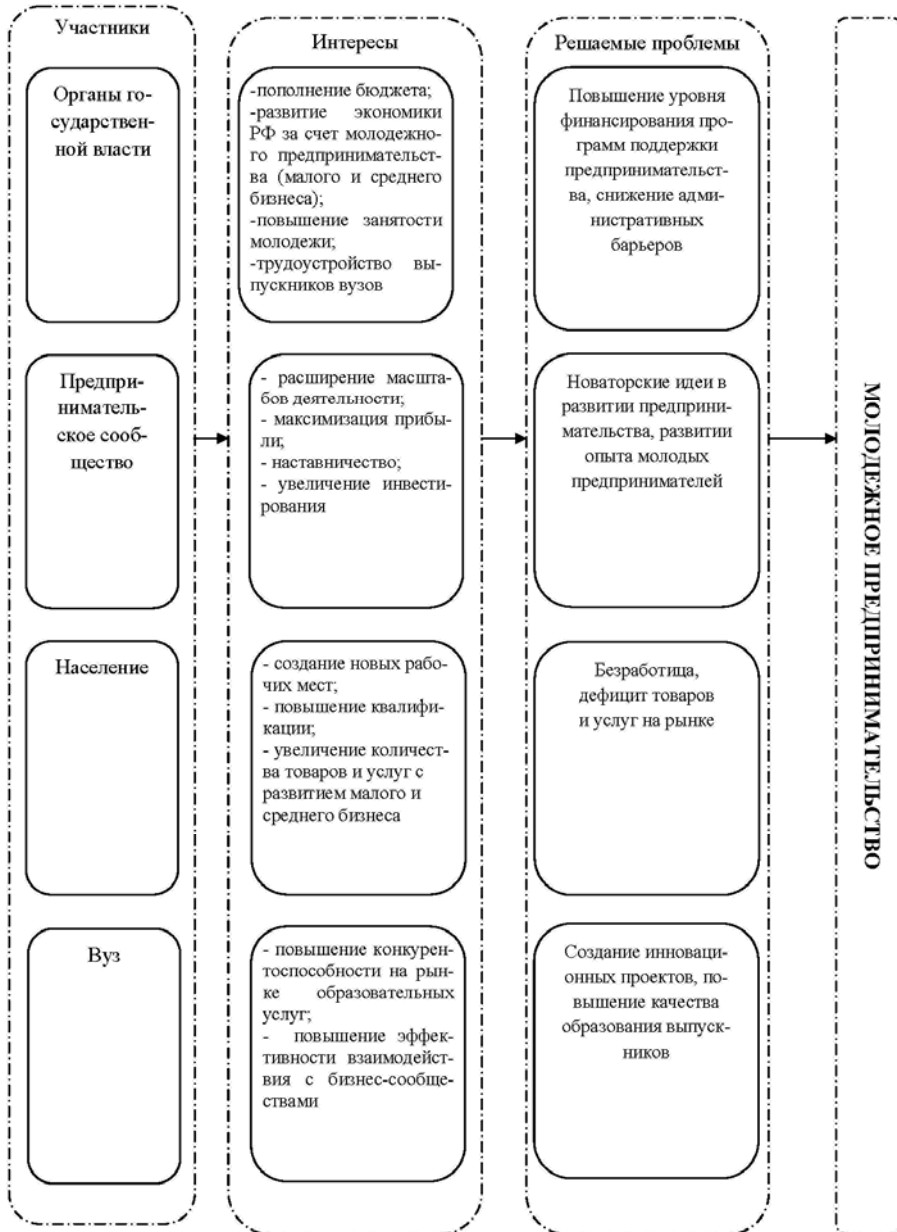 Участники
Органы го-
сударствен-
ной власти
Предпри-
ниматель-
ское сооб-
щество
Население
Вуз
Интересы
-пополнение бюджета;
-развитие экономики
РФ за счет молодежно-
го предпринимательст-
ва (малого и среднего
бизнеса);
-повышение занятости
молодежи;
-трудоустройство вы-
пускников вузов
- расширение масшта-
бов деятельности;
- максимизация прибы-
ли;
- наставничество;
- увеличение инвести-
рования
- создание новых рабо-
чих мест;
- повышение квалифи-
кации;
- увеличение количест-
ва товаров и услуг с
развитием малого и
среднего бизнеса
- повышение конкурен-
тоспособности на рын-
ке образовательных
услуг;
- повышение эффек-
тивности взаимодейст-
вия с бизнес-сообще-
ствами
Решаемые проблемы
Повышение уровня
финансирования про-
грамм поддержки
предпринимательст-
ва, снижение адми-
нистративных
барьеров
Новаторские идеи в
развитии предприни-
мательства, развитии
опыта молодых
предпринимателей
Безработица,
дефицит товаров
и услуг на рынке
Создание инноваци-
онных проектов, по-
вышение качества
образования выпуск-
ников
МОЛОДЕЖНОЕ ПРЕДПРИНИМАТЕЛЬСТВО